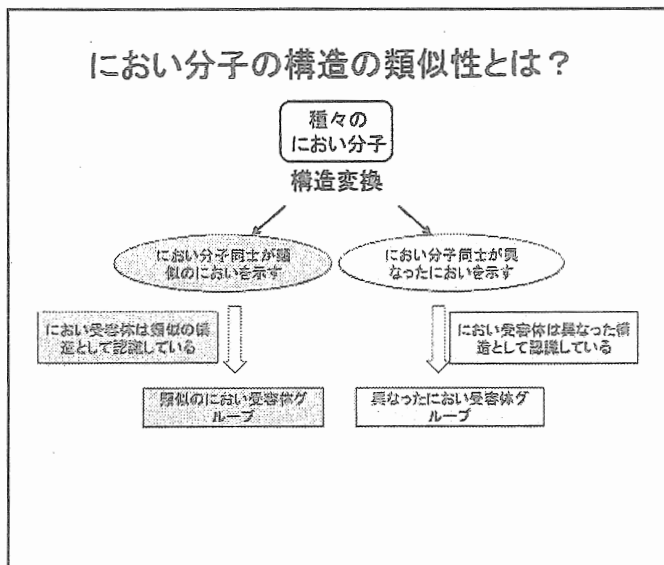 におい分子の構造の類似性とは？
種々の
におい分子
構造変換
におい分子同士が類
似のにおいを示す
におい分子同士が異
なったにおいを示す
におい受容体は類似の構
造として認識している
におい受容体は異なった構
造として認識している
類似のにおい受容体グ
ループ
異なったにおい受容体グ
ループ